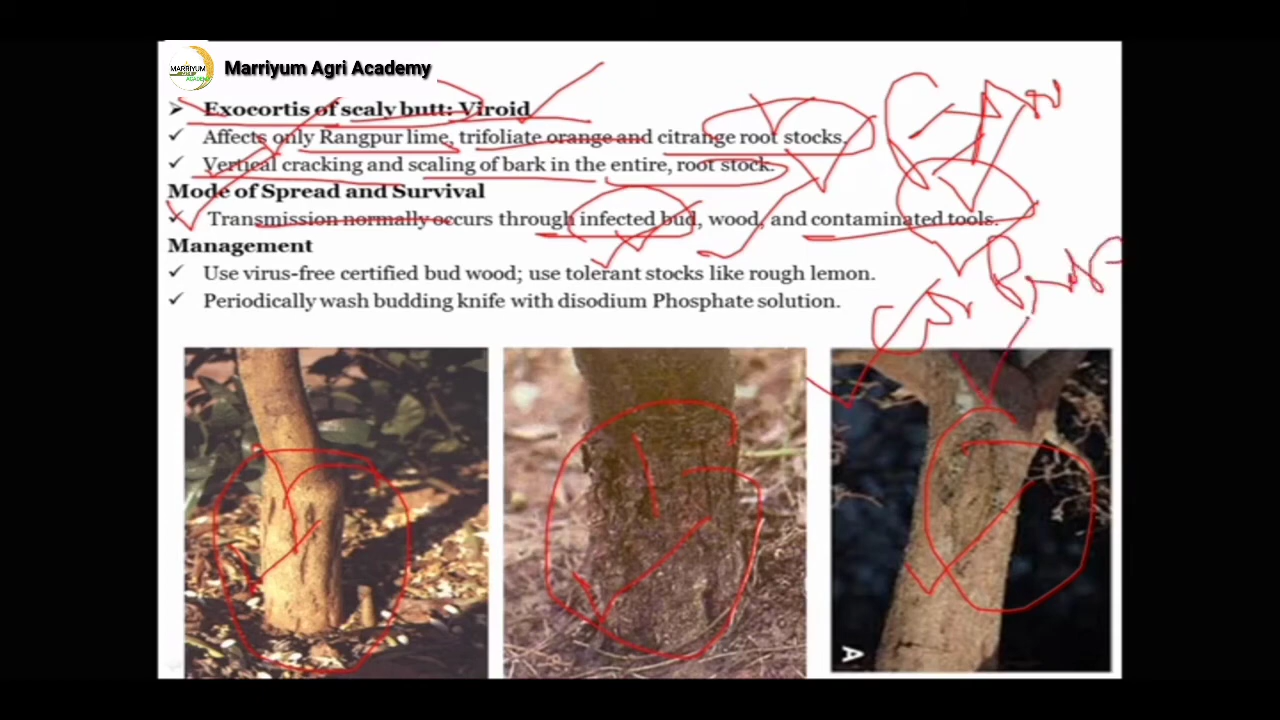 MARRIYUM
ACADEMY
Marriyum Agri Academy
➤ Exocortis of scaly butt: Viroid
✓ Affects only Rangpur lime, trifoliate orange and citrange root stocks.
✓ Vertical cracking and scaling of bark in the entire, root stock.
Mode of Spread and Survival
✓ Transmission normally occurs through infected bud, wood, and contaminated tools.
Management
✓ Use virus-free certified bud wood; use tolerant stocks like rough lemon.
✓ Periodically wash budding knife with disodium Phosphate solution.
A